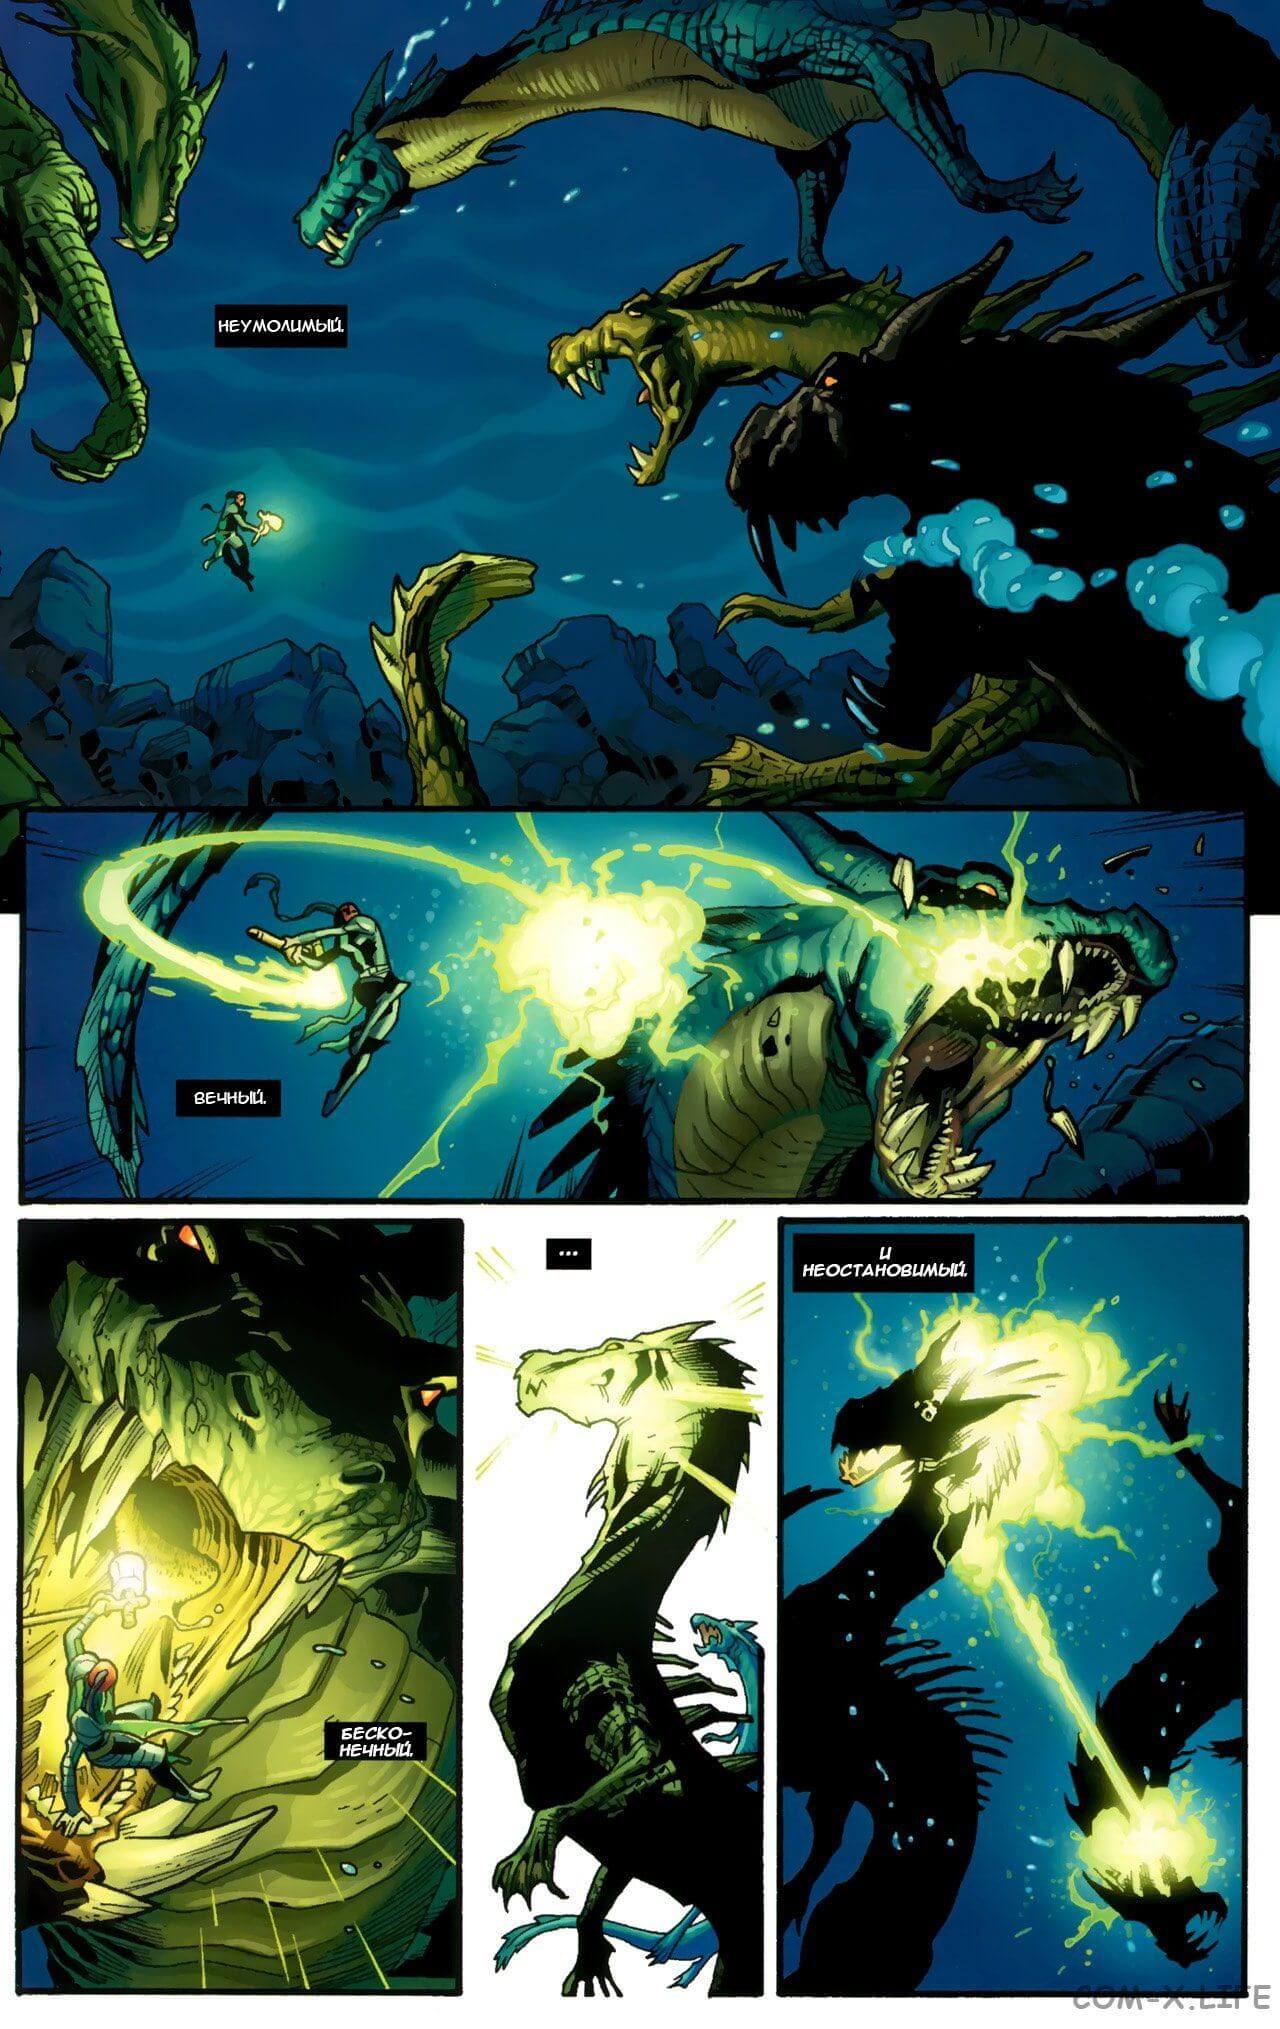 НЕУМОЛИМЫЙ.
ВЕЧНЫЙ.
БЕСКО-
НЕЧНЫЙ.
...
И
НЕОСТАНОВИМЫЙ.
COM-X.LIFE